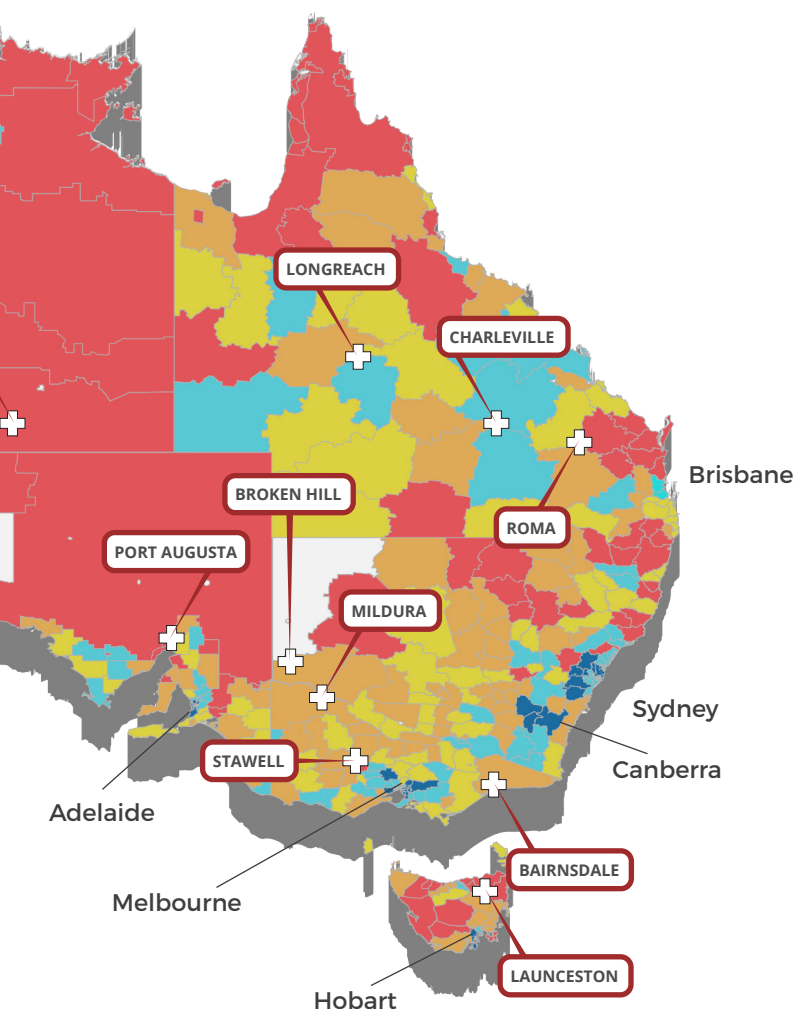 LONGREACH
CHARLEVILLE
Brisbane
BROKEN HILL
ROMA
PORT AUGUSTA
MILDURA
Sydney
STAWELL
Canberra
Adelaide
BAIRNSDALE
Melbourne
LAUNCESTON
Hobart